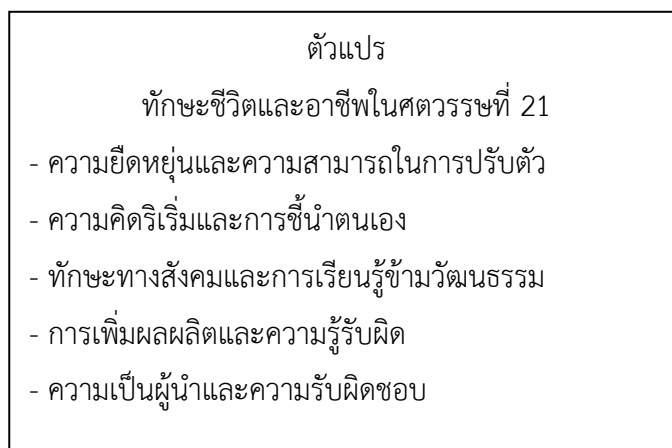 ตัวแปร
ทักษะชีวิตและอาชีพในศตวรรษที่ 21
- ความยืดหยุ่นและความสามารถในการปรับตัว
- ความคิดริเริ่มและการชี้นำตนเอง
- ทักษะทางสังคมและการเรียนรู้ข้ามวัฒนธรรม
- การเพิ่มผลผลิตและความรู้รับผิด
- ความเป็นผู้นำและความรับผิดชอบ